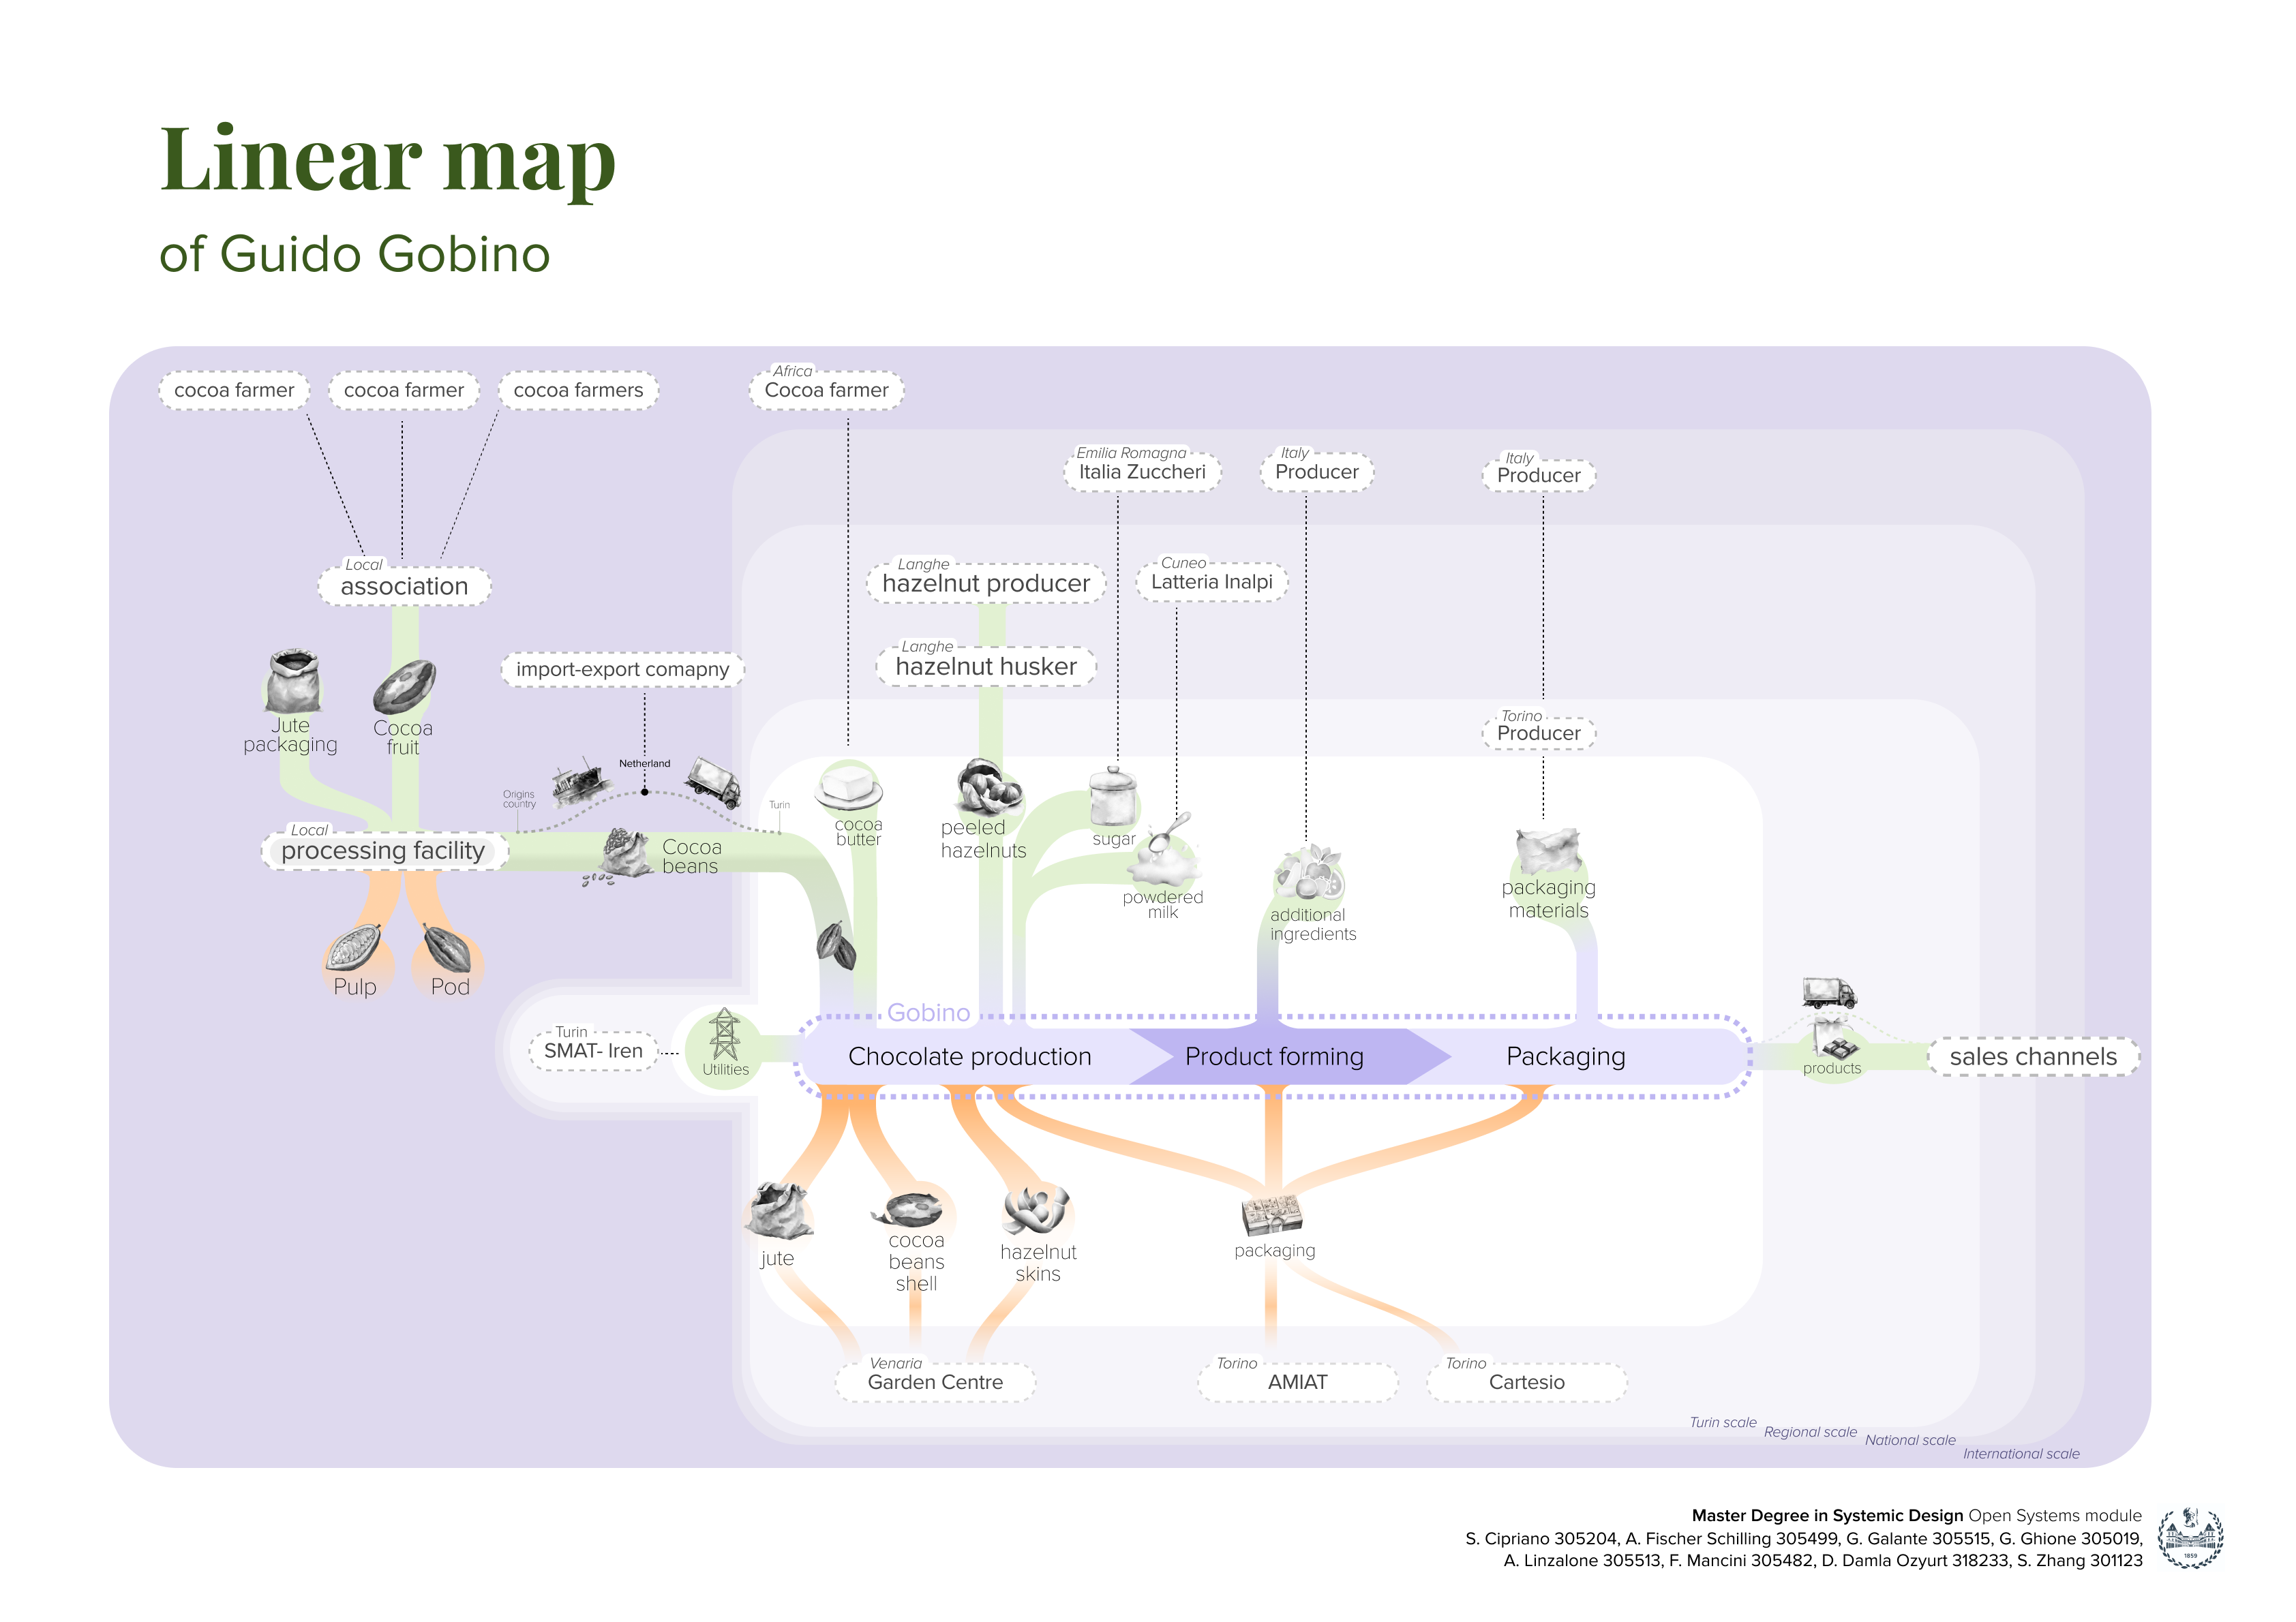 Linear map
of Guido Gobino
cocoa farmer
cocoa farmer
cocoa farmers
Africa
Cocoa farmer
Emilia Romagna
Italia Zuccheri
Italy
Producer
Italy
Producer
Local
association
Langhe
hazelnut producer
Cuneo
Latteria Inalpi
import-export comapny
Langhe
hazelnut husker
Jute
packaging
Cocoa
fruit
Torino
Producer
Netherland
Origins
country
Turin
Local
processing facility
Cocoa
beans
cocoa
butter
peeled
hazelnuts
sugar
powdered
milk
additional
ingredients
packaging
materials
Pulp
Pod
Gobino
Turin
SMAT- Iren
Utilities
Chocolate production
Product forming
Packaging
products
sales channels
jute
cocoa
beans
shell
hazelnut
skins
packaging
Venaria
Garden Centre
Torino
AMIAT
Torino
Cartesio
Turin scale
Regional scale
National scale
International scale
Master Degree in Systemic Design Open Systems module
S. Cipriano 305204, A. Fischer Schilling 305499, G. Galante 305515, G. Ghione 305019,
A. Linzalone 305513, F. Mancini 305482, D. Damla Ozyurt 318233, S. Zhang 301123
1859